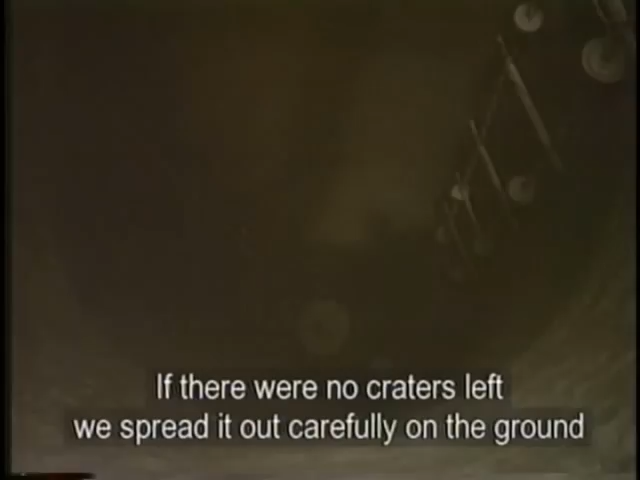 If there were no craters left
we spread it out carefully on the ground